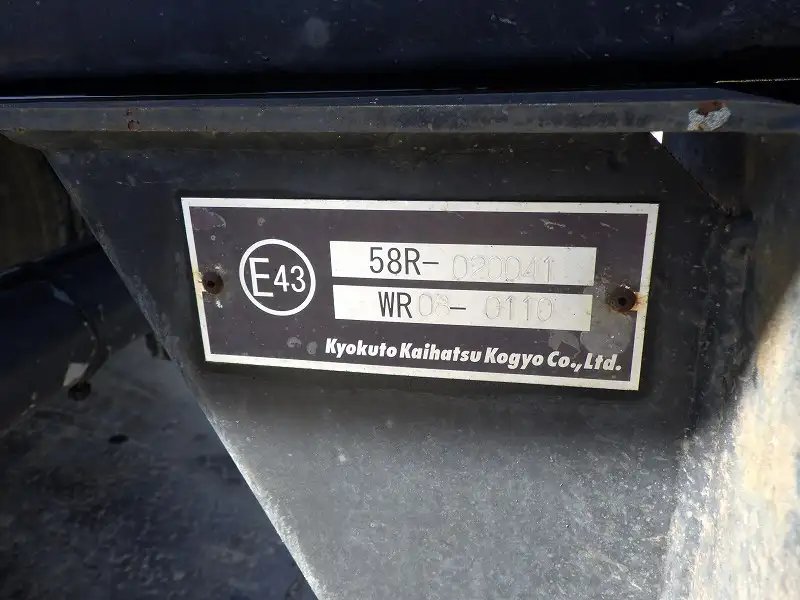 E43
58R-020041
WR08-0110
Kyokuto Kaihatsu Kogyo Co.,Ltd.